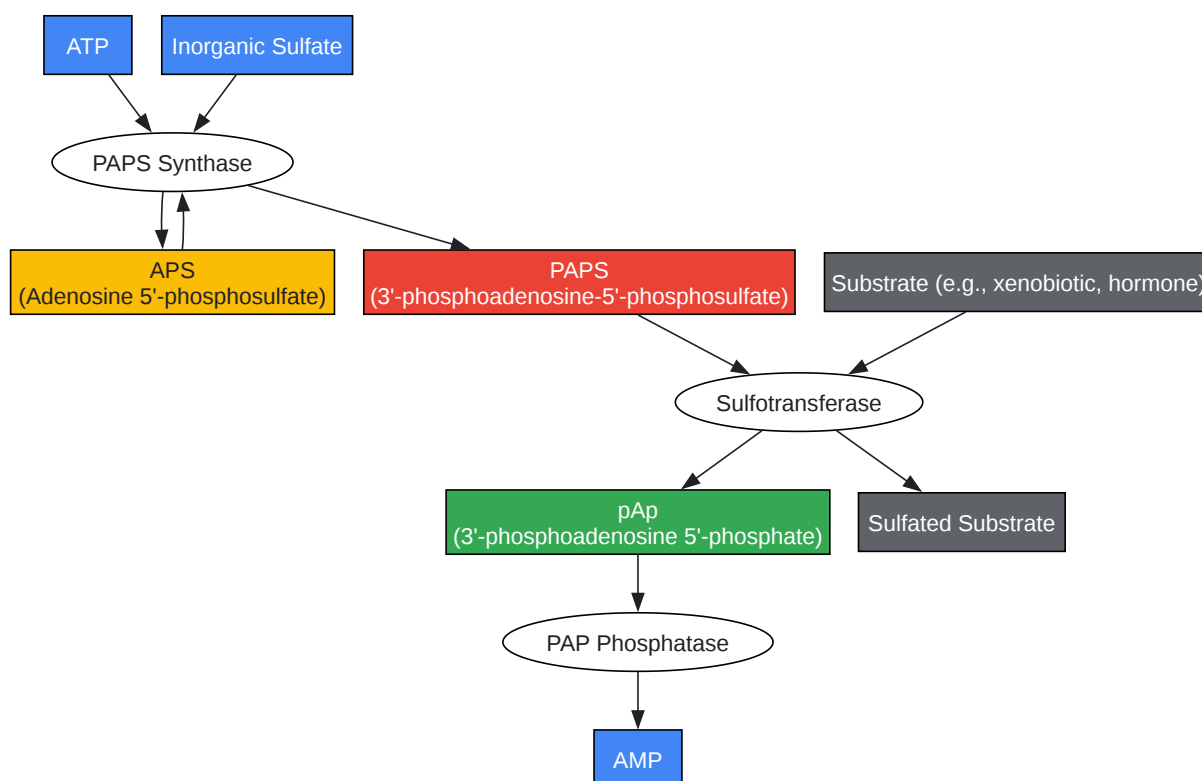 ATP
Inorganic Sulfate
PAPS Synthase
APS
(Adenosine 5'-phosphosulfate)
PAPS
(3'-phosphoadenosine-5'-phosphosulfate)
Substrate (e.g., xenobiotic, hormone)
Sulfotransferase
pAp
(3'-phosphoadenosine 5'-phosphate)
Sulfated Substrate
PAP Phosphatase
AMP